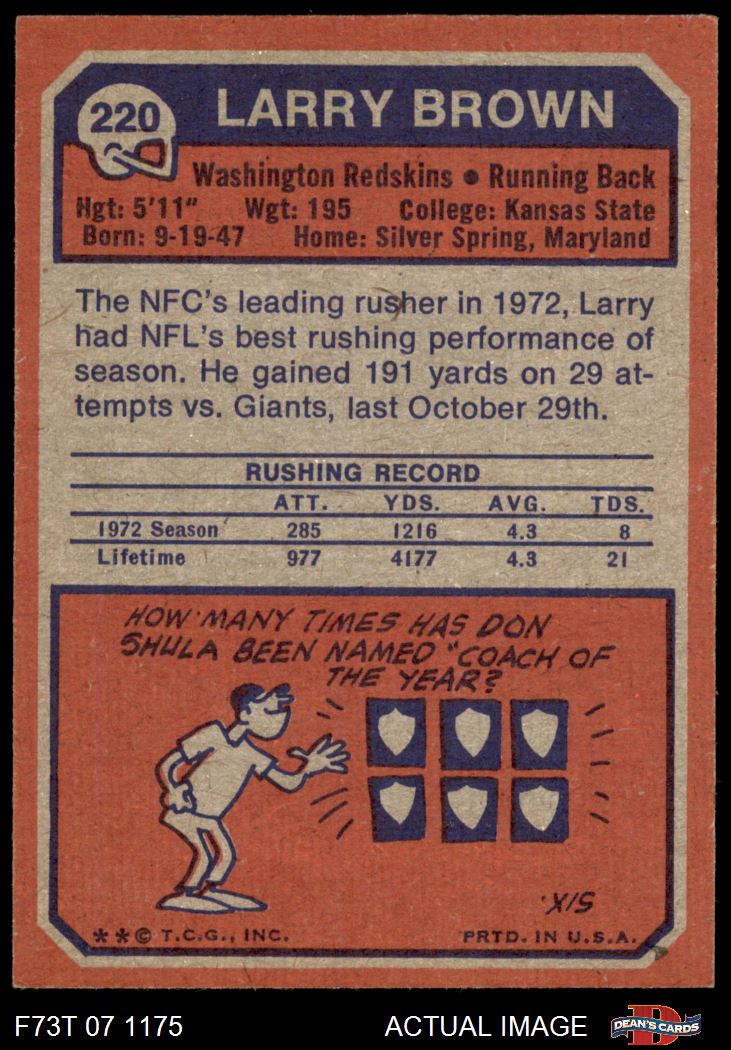 220
LARRY BROWN
Washington Redskins • Running Back
Hgt: 5'11" Wgt: 195 College: Kansas State
Born: 9-19-47 Home: Silver Spring, Maryland
The NFC's leading rusher in 1972, Larry
had NFL's best rushing performance of
season. He gained 191 yards on 29 at-
tempts vs. Giants, last October 29th.
RUSHING RECORD
ATT. YDS. AVG. TDS.
1972 Season 285 1216 4.3 8
Lifetime 977 4177 4.3 21
HOW MANY TIMES HAS DON
SHULA BEEN NAMED "COACH OF
THE YEAR?
SIX.
**© T.C.G., INC. PRTD. IN U.S.A.
F73T 07 1175 ACTUAL IMAGE
D
DEAN'S CARDS